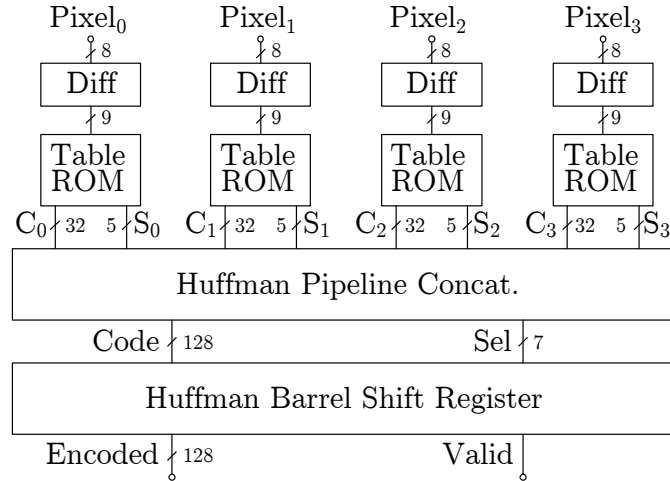 Pixel₀ Pixel₁ Pixel₂ Pixel₃
8 8 8 8
Diff Diff Diff Diff
9 9 9 9
Table Table Table Table
ROM ROM ROM ROM
C₀ 32 5 S₀ C₁ 32 5 S₁ C₂ 32 5 S₂ C₃ 32 5 S₃
Huffman Pipeline Concat.
Code 128 Sel 7
Huffman Barrel Shift Register
Encoded 128 Valid